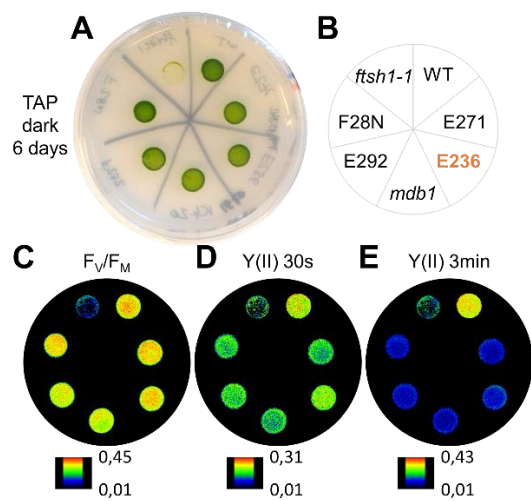 A
B
TAP
dark
6 days
ftsh1-1
WT
F28N
E271
E292
E236
mdb1
C
FV/FM
D
Y(II) 30s
E
Y(II) 3min
0,45
0,01
0,31
0,01
0,43
0,01